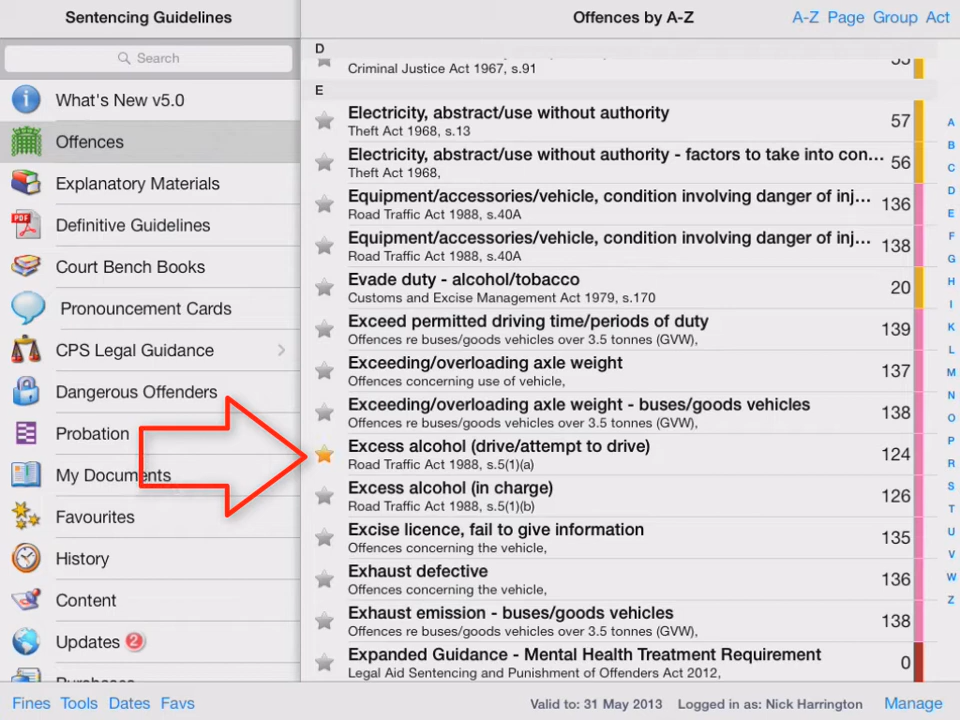 Sentencing Guidelines
Search
What's New v5.0
Offences
Explanatory Materials
PDF
Definitive Guidelines
Court Bench Books
Pronouncement Cards
CPS Legal Guidance
Dangerous Offenders
Probation
My Documents
Favourites
History
Content
Updates 2
Offences by A-Z
A-Z Page Group Act
D
Criminal Justice Act 1967, s.91
E
Electricity, abstract/use without authority
Theft Act 1968, s.13
57
Electricity, abstract/use without authority - factors to take into con...
Theft Act 1968,
56
Equipment/accessories/vehicle, condition involving danger of inj...
Road Traffic Act 1988, s.40A
136
Equipment/accessories/vehicle, condition involving danger of inj...
Road Traffic Act 1988, s.40A
138
Evade duty - alcohol/tobacco
Customs and Excise Management Act 1979, s.170
20
Exceed permitted driving time/periods of duty
Offences re buses/goods vehicles over 3.5 tonnes (GVW),
139
Exceeding/overloading axle weight
Offences concerning use of vehicle,
137
Exceeding/overloading axle weight - buses/goods vehicles
Offences re buses/goods vehicles over 3.5 tonnes (GVW),
138
Excess alcohol (drive/attempt to drive)
Road Traffic Act 1988, s.5(1)(a)
124
Excess alcohol (in charge)
Road Traffic Act 1988, s.5(1)(b)
126
Excise licence, fail to give information
Offences concerning the vehicle,
135
Exhaust defective
Offences concerning the vehicle,
136
Exhaust emission - buses/goods vehicles
Offences re buses/goods vehicles over 3.5 tonnes (GVW),
138
Expanded Guidance - Mental Health Treatment Requirement
Legal Aid Sentencing and Punishment of Offenders Act 2012,
0
A
B
C
D
E
F
G
H
I
K
L
M
N
O
P
R
S
T
U
V
W
Z
Fines Tools Dates Favs
Valid to: 31 May 2013 Logged in as: Nick Harrington
Manage